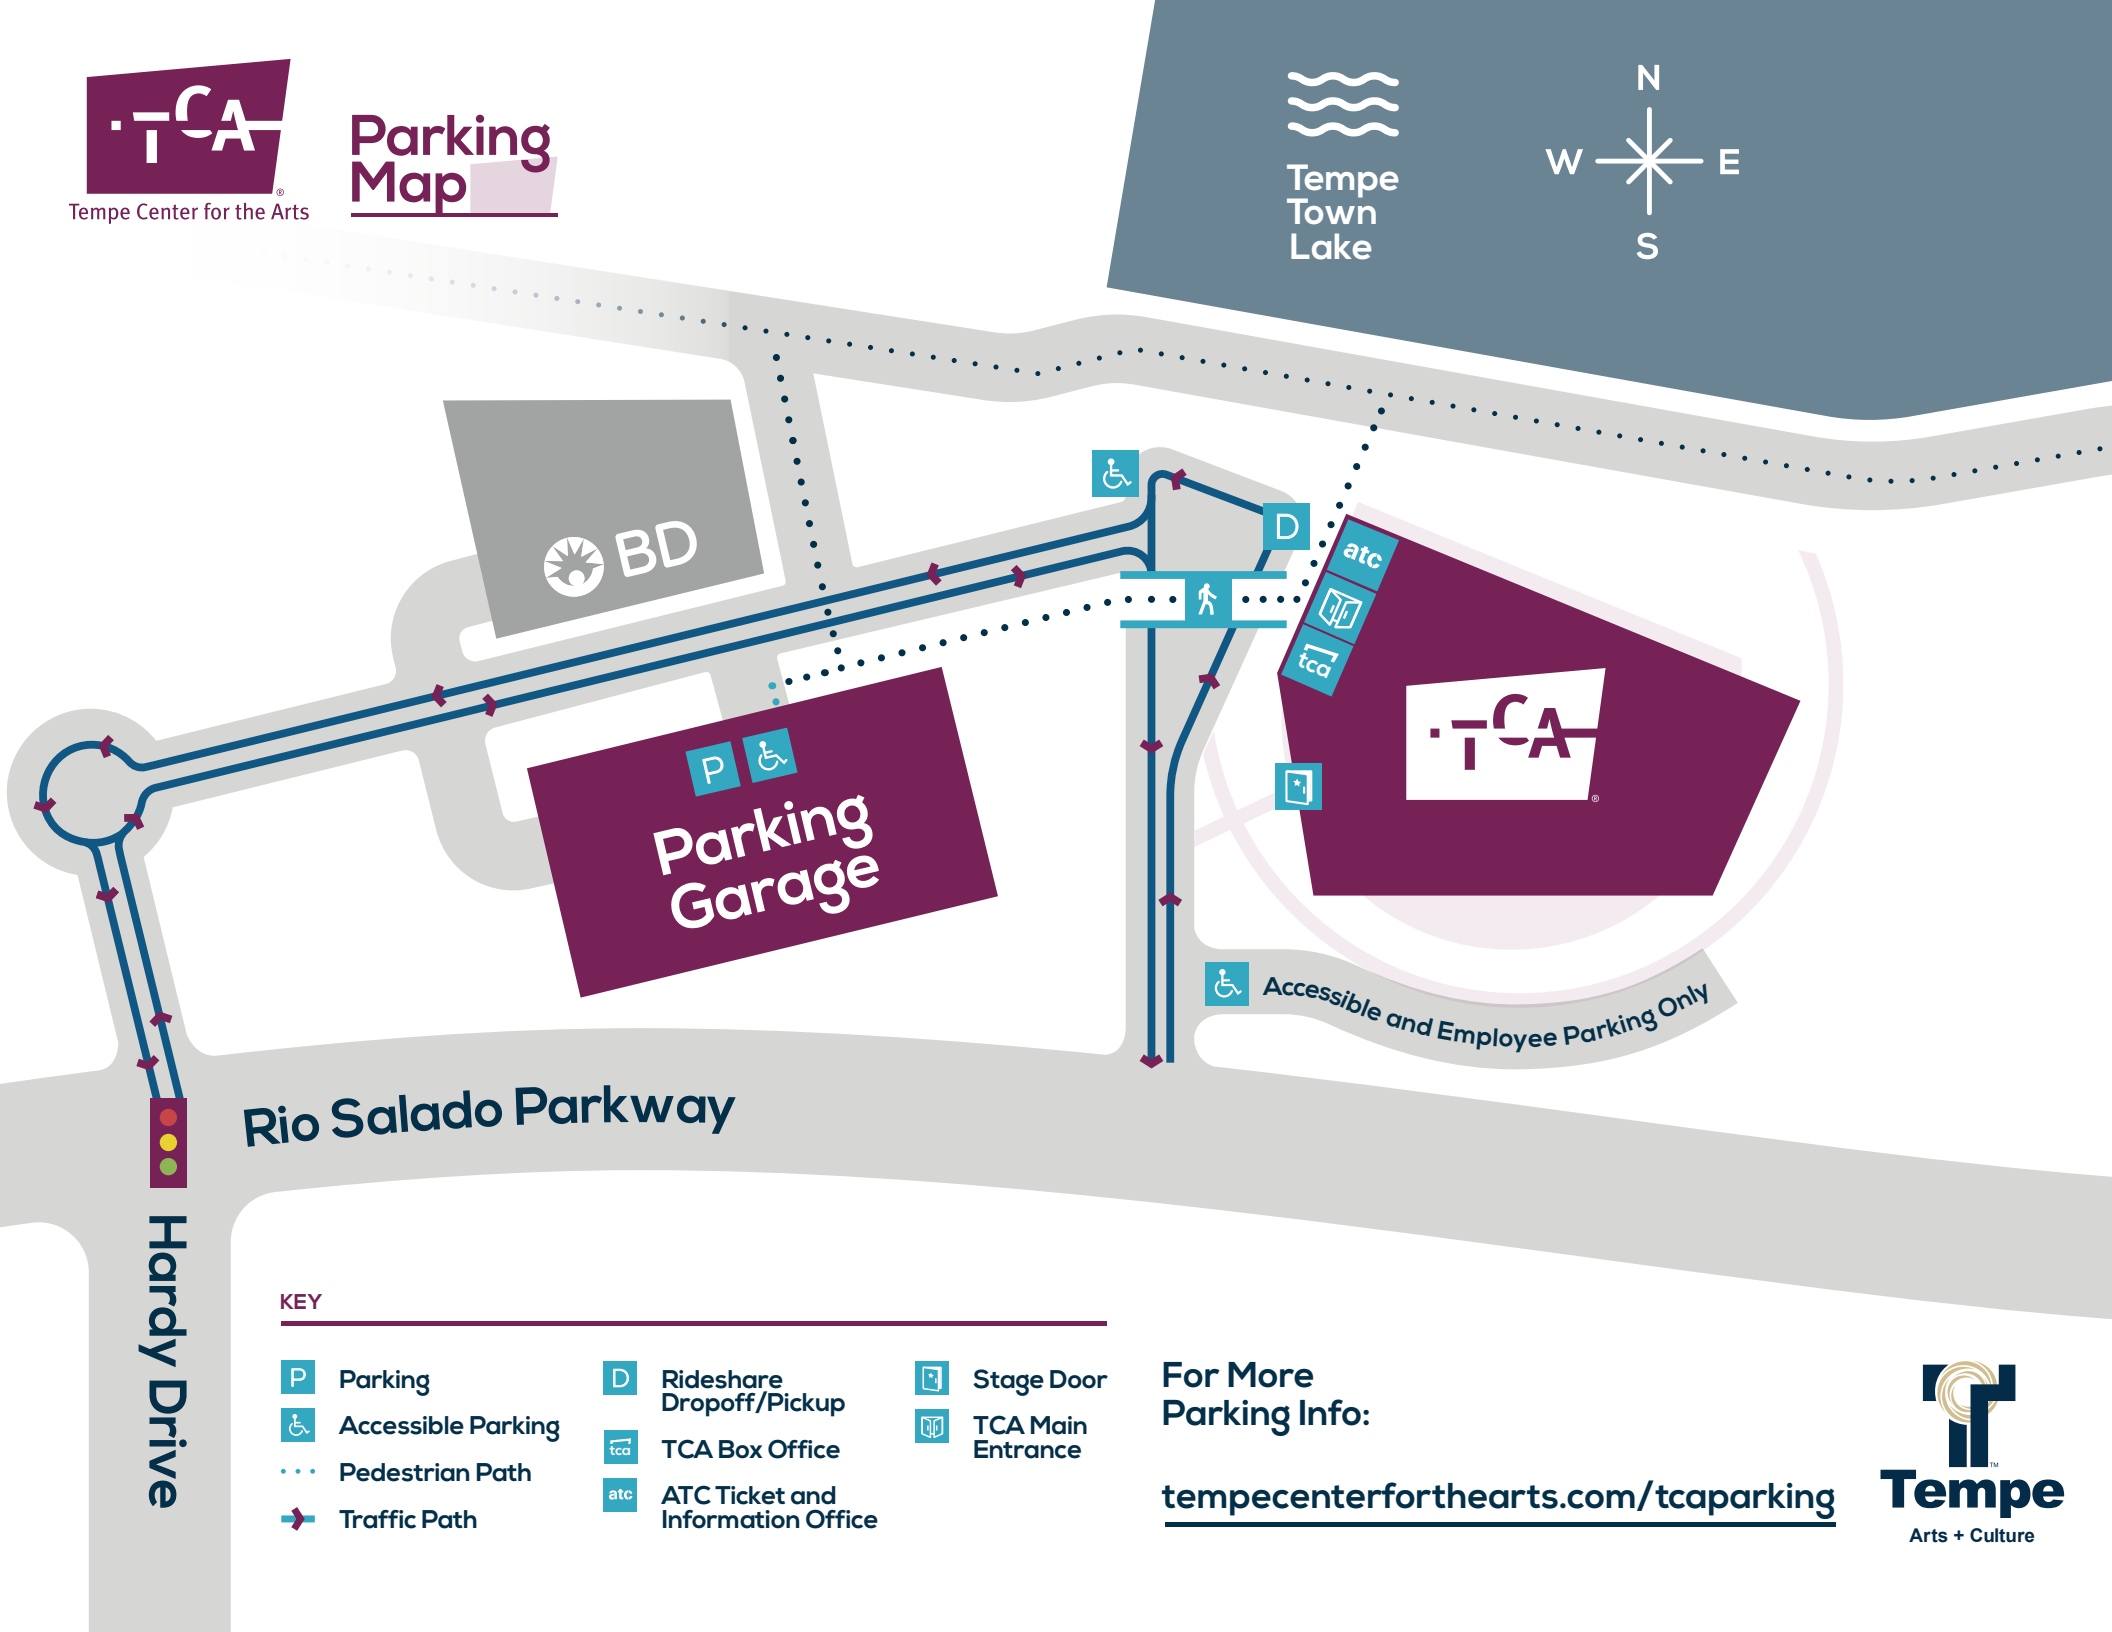 TCA
®
Tempe Center for the Arts
Parking
Map
Tempe
Town
Lake
N
W
E
S
BD
D
atc
tca
TCA
®
P
Parking
Garage
Accessible and Employee Parking Only
Rio Salado Parkway
Hardy Drive
KEY
P Parking
Accessible Parking
Pedestrian Path
Traffic Path
D Rideshare
Dropoff/Pickup
tca TCA Box Office
atc ATC Ticket and
Information Office
Stage Door
TCA Main
Entrance
For More
Parking Info:
tempecenterforthearts.com/tcaparking
TM
Tempe
Arts + Culture